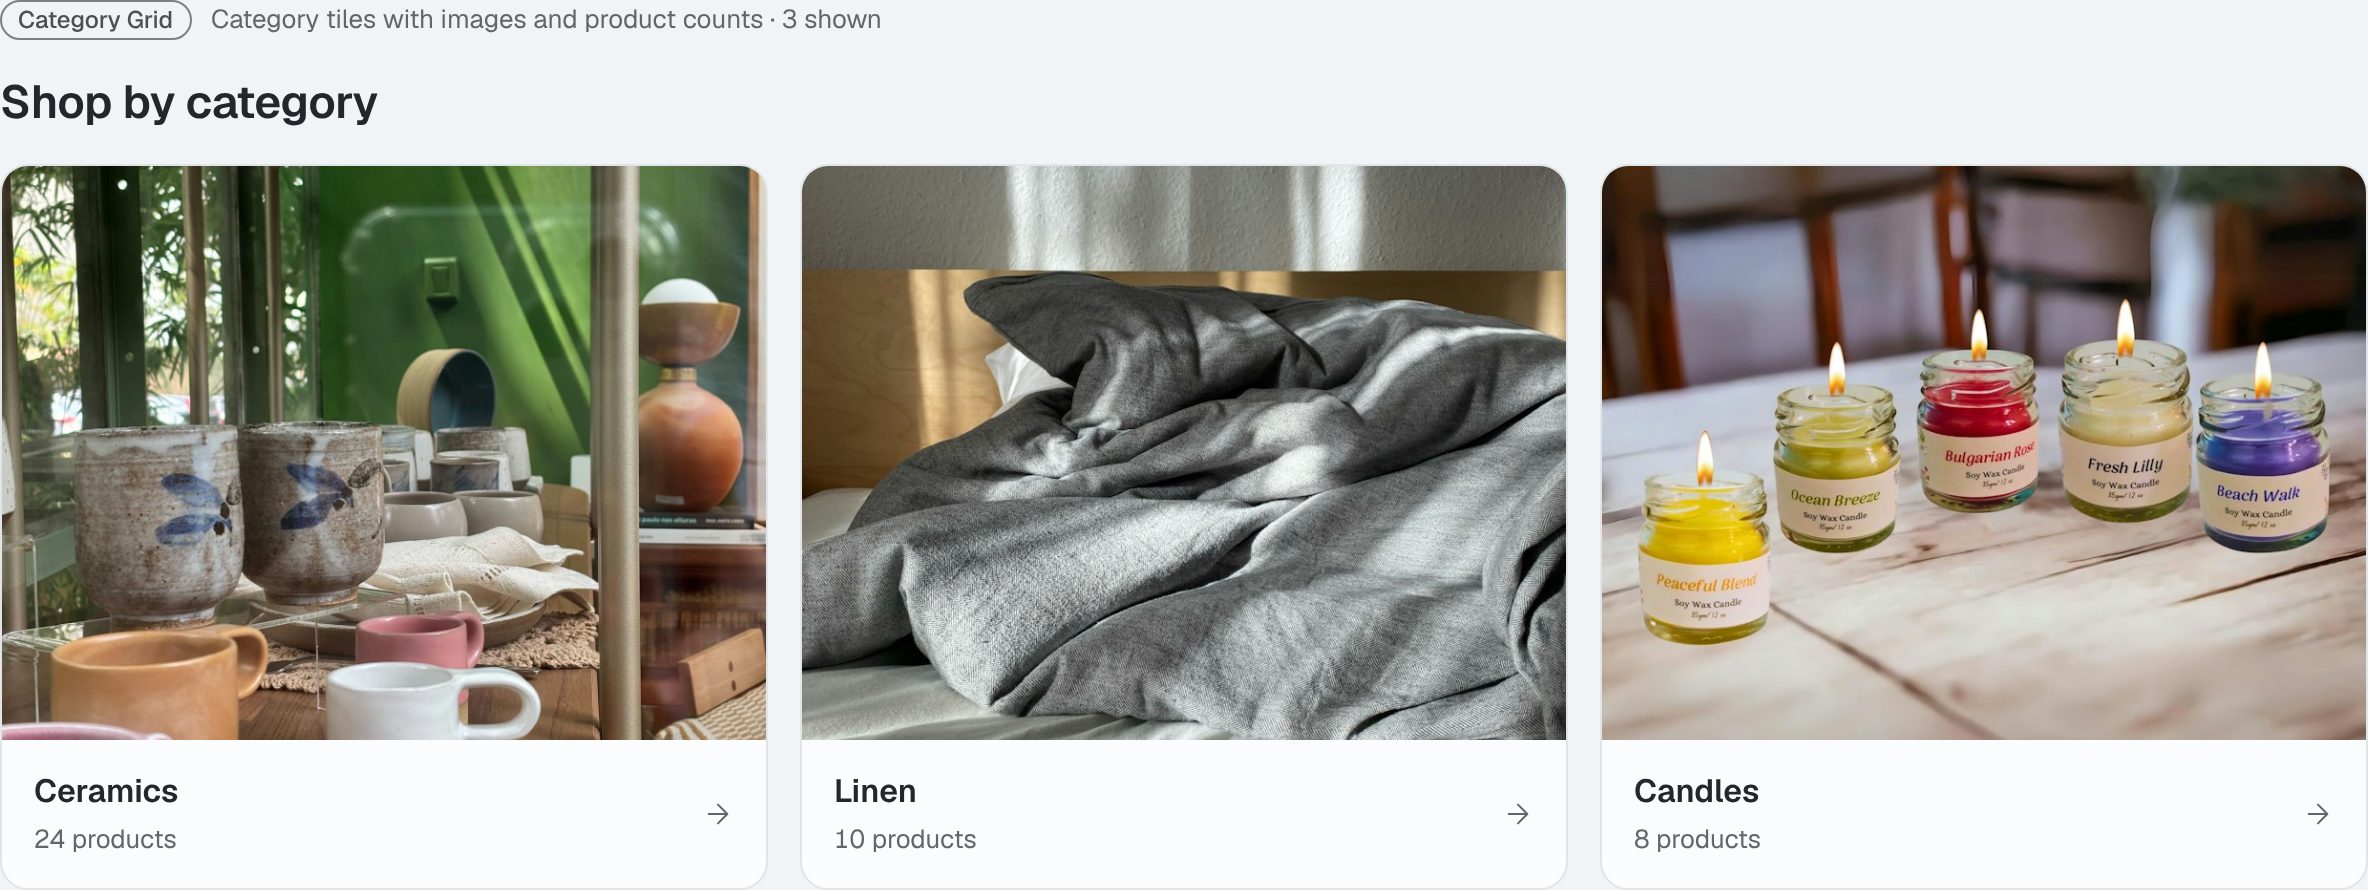 Category Grid
Category tiles with images and product counts · 3 shown
Shop by category
Peaceful Blend
Soy Wax Candle
Ocean Breeze
Soy Wax Candle
Bulgarian Rose
Soy Wax Candle
Fresh Lilly
Soy Wax Candle
Beach Walk
Soy Wax Candle
Ceramics
24 products
Linen
10 products
Candles
8 products